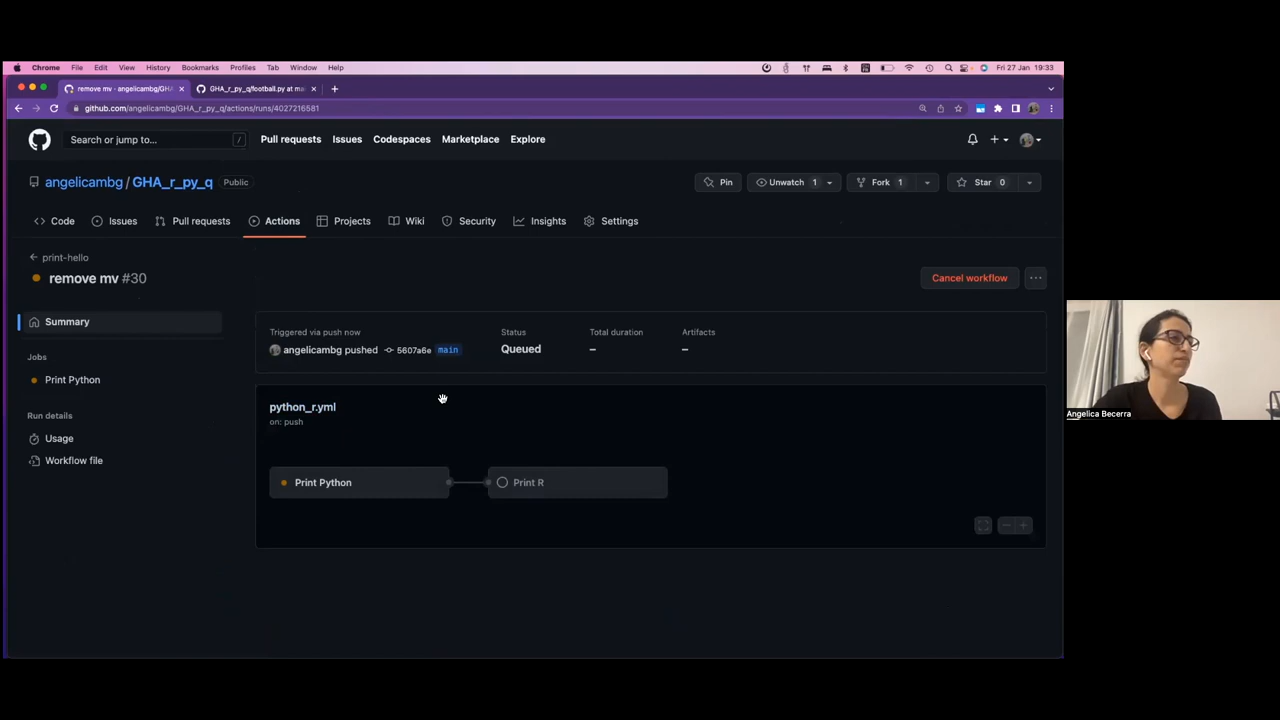 Chrome File Edit View History Bookmarks Profiles Tab Window Help Fri 27 Jan 19:33
remove mv · angelicambg/GHA GHA_r_py_q/football.py at ma
github.com/angelicambg/GHA_r_py_q/actions/runs/4027216581
Search or jump to... / Pull requests Issues Codespaces Marketplace Explore
angelicambg / GHA_r_py_q Public Pin Unwatch 1 Fork 1 Star 0
Code Issues Pull requests Actions Projects Wiki Security Insights Settings
print-hello
remove mv #30 Cancel workflow
Summary
Jobs
Print Python
Run details
Usage
Workflow file
Triggered via push now Status Total duration Artifacts
angelicambg pushed 5607a6e main Queued – –
python_r.yml
on: push
Print Python Print R
Angelica Becerra